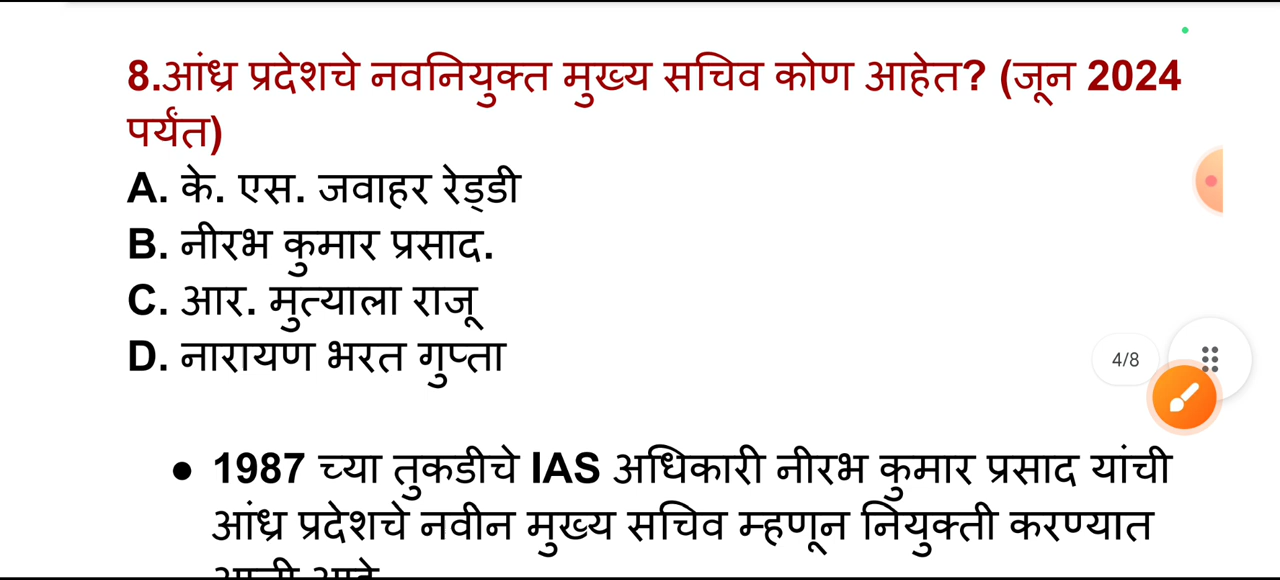 8.आंध्र प्रदेशचे नवनियुक्त मुख्य सचिव कोण आहेत? (जून 2024
पर्यंत)
A. के. एस. जवाहर रेड्डी
B. नीरभ कुमार प्रसाद.
C. आर. मुत्याला राजू
D. नारायण भरत गुप्ता
4/8
● 1987 च्या तुकडीचे IAS अधिकारी नीरभ कुमार प्रसाद यांची
आंध्र प्रदेशचे नवीन मुख्य सचिव म्हणून नियुक्ती करण्यात